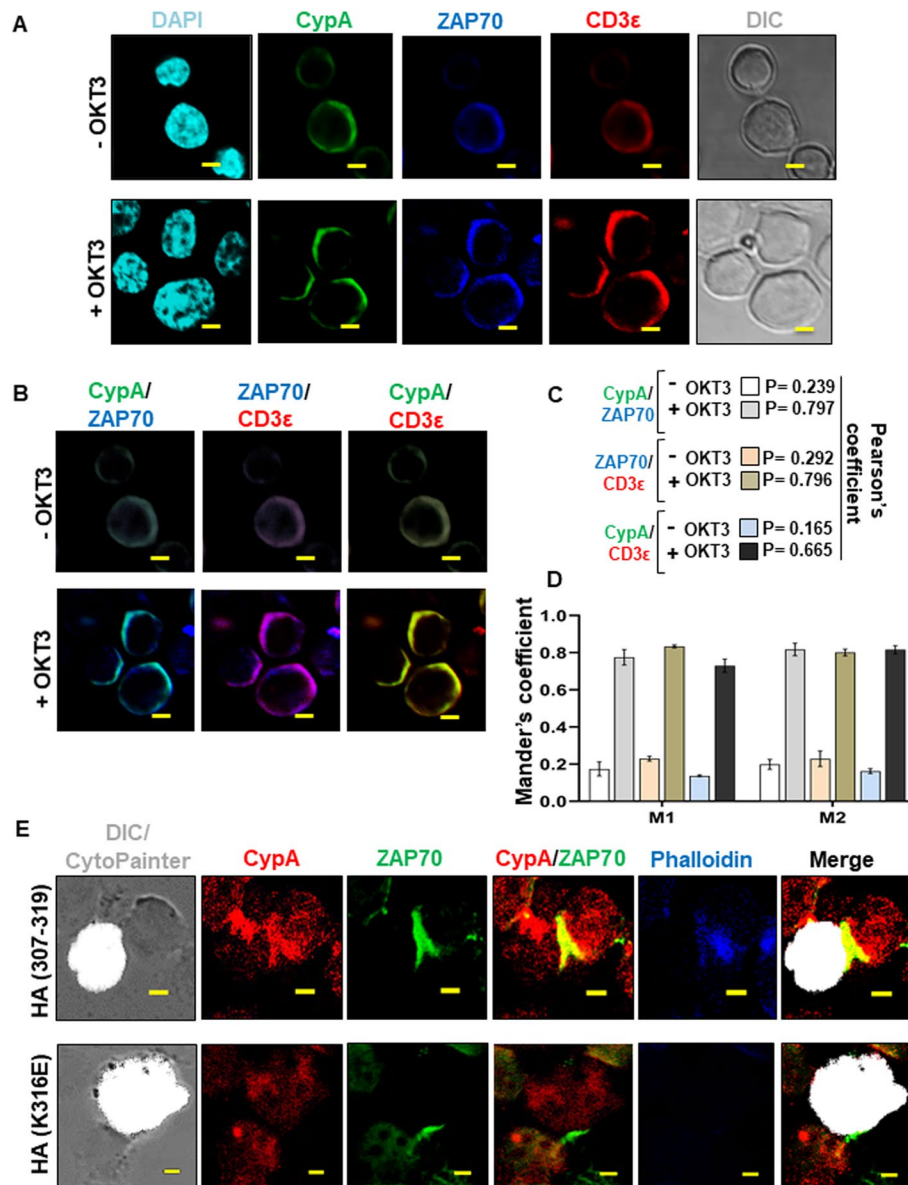 A
DAPI CypA ZAP70 CD3ε DIC
- OKT3
+ OKT3
B
CypA/ ZAP70/ CypA/
ZAP70 CD3ε CD3ε
- OKT3
+ OKT3
C
CypA/
ZAP70
- OKT3 P= 0.239
+ OKT3 P= 0.797
ZAP70/
CD3ε
- OKT3 P= 0.292
+ OKT3 P= 0.796
CypA/
CD3ε
- OKT3 P= 0.165
+ OKT3 P= 0.665
Pearson's
coefficient
D
Mander's coefficient
1.0
0.8
0.6
0.4
0.2
0.0
M1 M2
E
DIC/
CytoPainter
CypA ZAP70 CypA/ZAP70 Phalloidin Merge
HA (307-319)
HA (K316E)